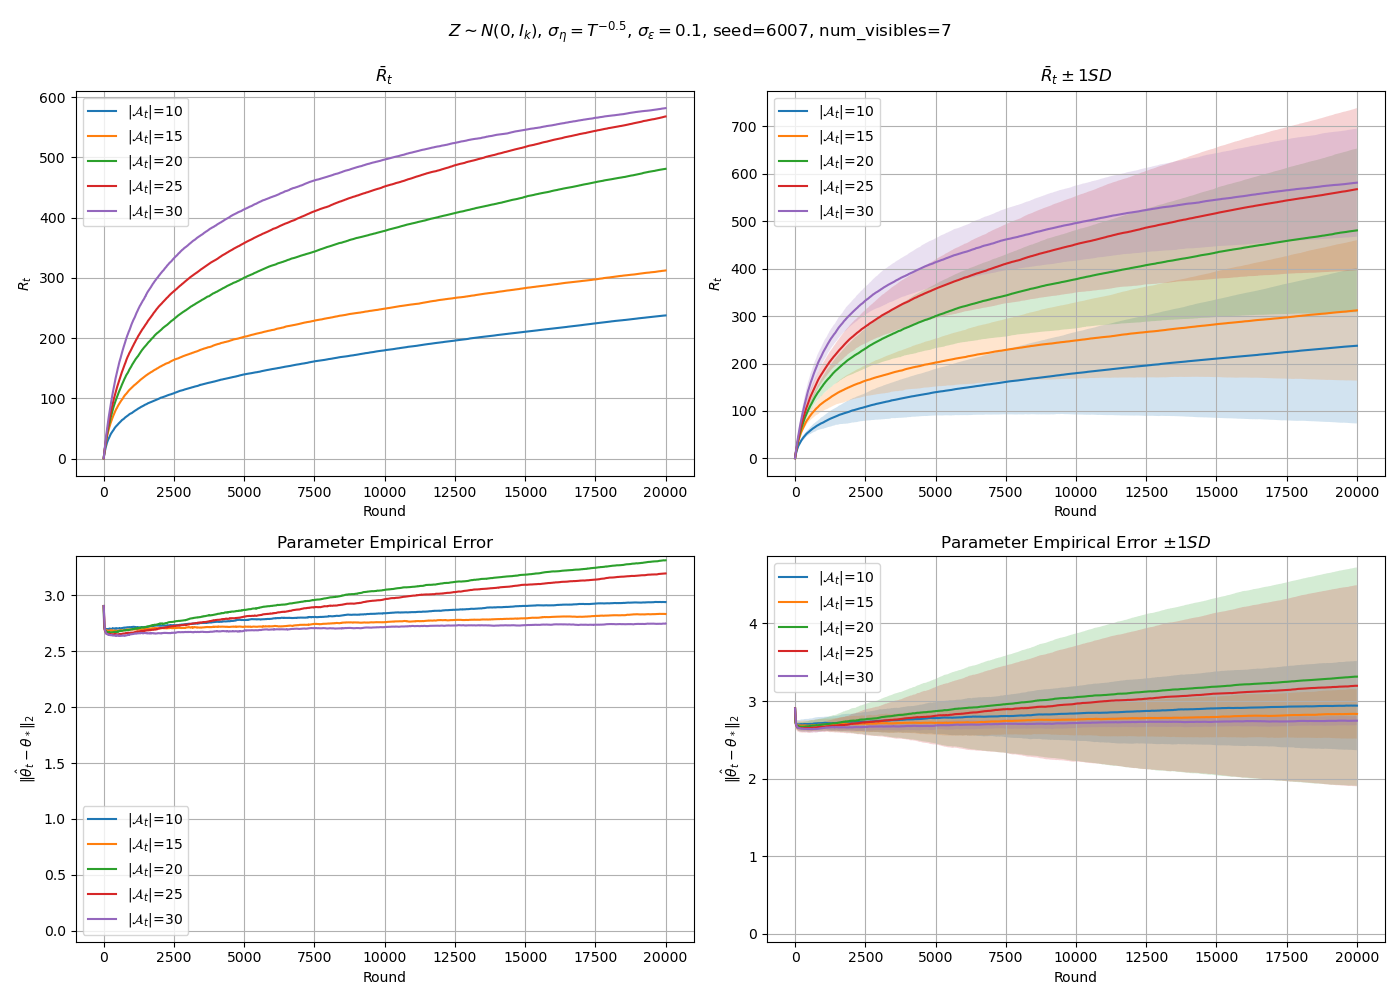 Z ∼ N(0, I_k), σ_η = T^{−0.5}, σ_ε = 0.1, seed=6007, num_visibles=7
R̄_t
600
500
400
300
200
100
0
R_t
|𝒜_t|=10
|𝒜_t|=15
|𝒜_t|=20
|𝒜_t|=25
|𝒜_t|=30
0 2500 5000 7500 10000 12500 15000 17500 20000
Round
R̄_t ± 1SD
700
600
500
400
300
200
100
0
R_t
|𝒜_t|=10
|𝒜_t|=15
|𝒜_t|=20
|𝒜_t|=25
|𝒜_t|=30
0 2500 5000 7500 10000 12500 15000 17500 20000
Round
Parameter Empirical Error
3.0
2.5
2.0
1.5
1.0
0.5
0.0
‖θ̂_t − θ_*‖_2
|𝒜_t|=10
|𝒜_t|=15
|𝒜_t|=20
|𝒜_t|=25
|𝒜_t|=30
0 2500 5000 7500 10000 12500 15000 17500 20000
Round
Parameter Empirical Error ±1SD
4
3
2
1
0
‖θ̂_t − θ_*‖_2
|𝒜_t|=10
|𝒜_t|=15
|𝒜_t|=20
|𝒜_t|=25
|𝒜_t|=30
0 2500 5000 7500 10000 12500 15000 17500 20000
Round